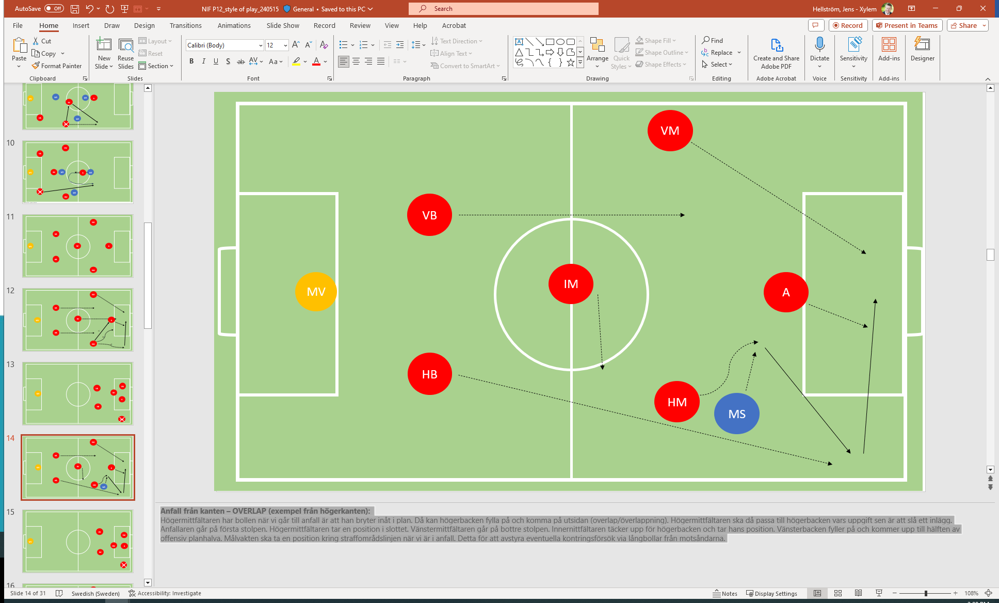 AutoSave Off NIF P12_style of play_240515 General • Saved to this PC Search Hellström, Jens - Xylem
File Home Insert Draw Design Transitions Animations Slide Show Record Review View Help Acrobat Record Present in Teams Share
Paste Cut Copy Format Painter
Clipboard
New Slide Reuse Slides Layout Reset Section
Slides
Calibri (Body) 12
B I U S ab AV Aa A
Font
Text Direction Align Text Convert to SmartArt
Paragraph
Arrange Quick Styles Shape Fill Shape Outline Shape Effects
Drawing
Find Replace Select
Editing
Create and Share Adobe PDF
Adobe Acrobat
Dictate
Voice
Sensitivity
Sensitivity
Add-ins
Add-ins
Designer
10
11
12
13
14
15
16
VM
VB
IM
MV
A
HB
HM
MS
Anfall från kanten – OVERLAP (exempel från högerkanten):
Högermittfältaren har bollen när vi går till anfall är att han bryter inåt i plan. Då kan högerbacken fylla på och komma på utsidan (overlap/överlappning). Högermittfältaren ska då passa till högerbacken vars uppgift sen är att slå ett inlägg.
Anfallaren går på första stolpen. Högermittfältaren tar en position i slottet. Vänstermittfältaren går på bottre stolpen. Innernittfältaren täcker upp för högerbacken och tar hans position. Vänsterbacken fyller på och kommer upp till hälften av
offensiv planhalva. Målvakten ska ta en position kring straffområdslinjen när vi är i anfall. Detta för att avstyra eventuella kontringsförsök via långbollar från motsåndarna.
Slide 14 of 31 Swedish (Sweden) Accessibility: Investigate Notes Display Settings 108%